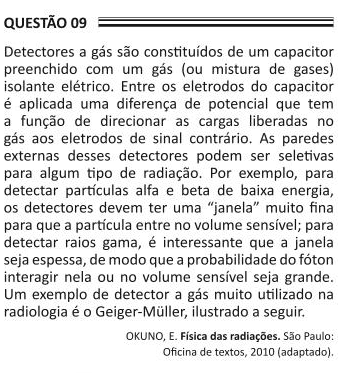 QUESTÃO 09
Detectores a gás são constituídos de um capacitor
preenchido com um gás (ou mistura de gases)
isolante elétrico. Entre os eletrodos do capacitor
é aplicada uma diferença de potencial que tem
a função de direcionar as cargas liberadas no
gás aos eletrodos de sinal contrário. As paredes
externas desses detectores podem ser seletivas
para algum tipo de radiação. Por exemplo, para
detectar partículas alfa e beta de baixa energia,
os detectores devem ter uma “janela” muito fina
para que a partícula entre no volume sensível; para
detectar raios gama, é interessante que a janela
seja espessa, de modo que a probabilidade do fóton
interagir nela ou no volume sensível seja grande.
Um exemplo de detector a gás muito utilizado na
radiologia é o Geiger-Müller, ilustrado a seguir.
OKUNO, E. Física das radiações. São Paulo:
Oficina de textos, 2010 (adaptado).